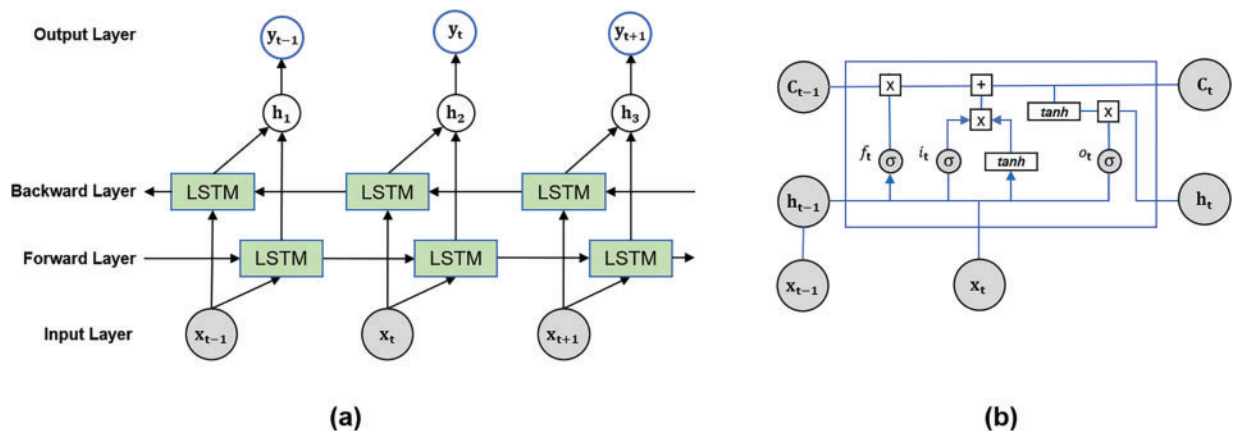 Output Layer
y_{t−1} y_t y_{t+1}
h_1 h_2 h_3
Backward Layer
LSTM LSTM LSTM
Forward Layer
LSTM LSTM LSTM
Input Layer
x_{t−1} x_t x_{t+1}
(a)
C_{t−1} x + C_t
tanh x
x
f_t σ i_t σ tanh o_t σ
h_{t−1} h_t
x_{t−1} x_t
(b)